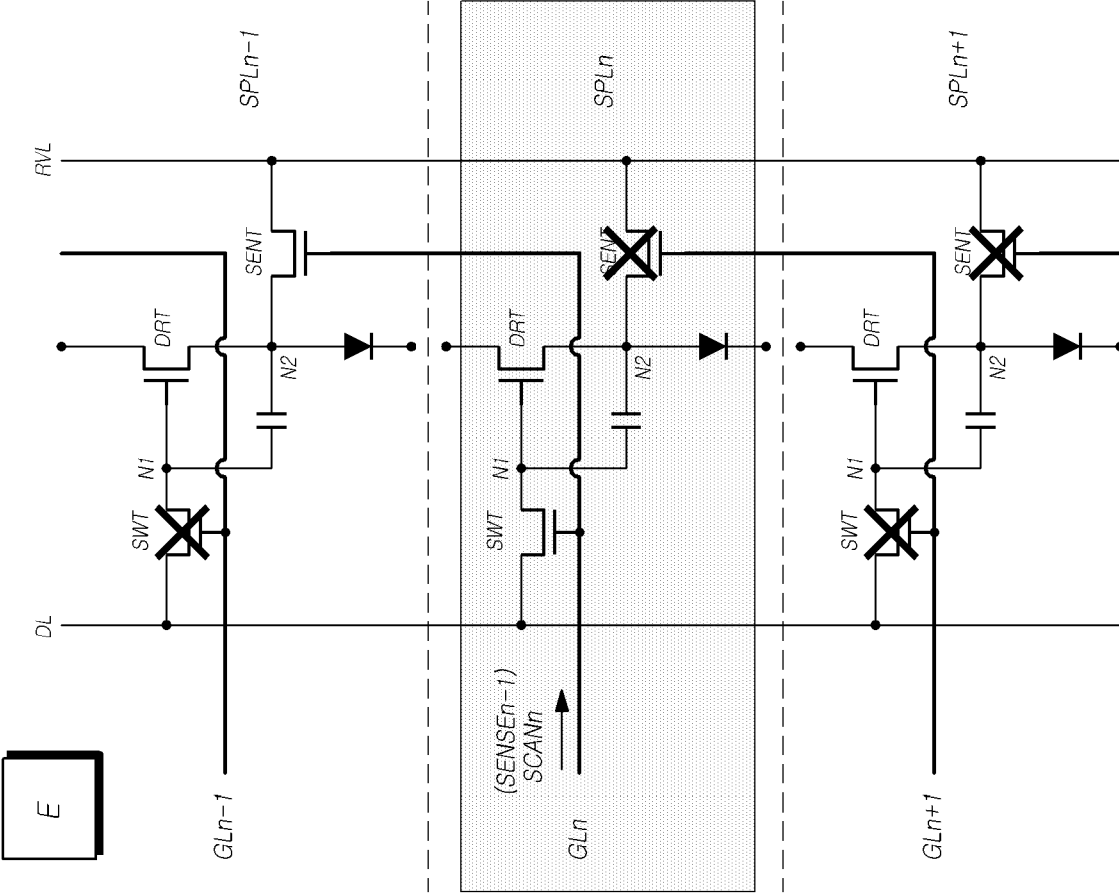 E
DL
RVL
SWT
N1
DRT
GLn-1
SPLn-1
SENT
N2
(SENSEn-1)
SCANn
SWT
N1
DRT
GLn
SPLn
SENT
N2
SWT
N1
DRT
GLn+1
SPLn+1
SENT
N2